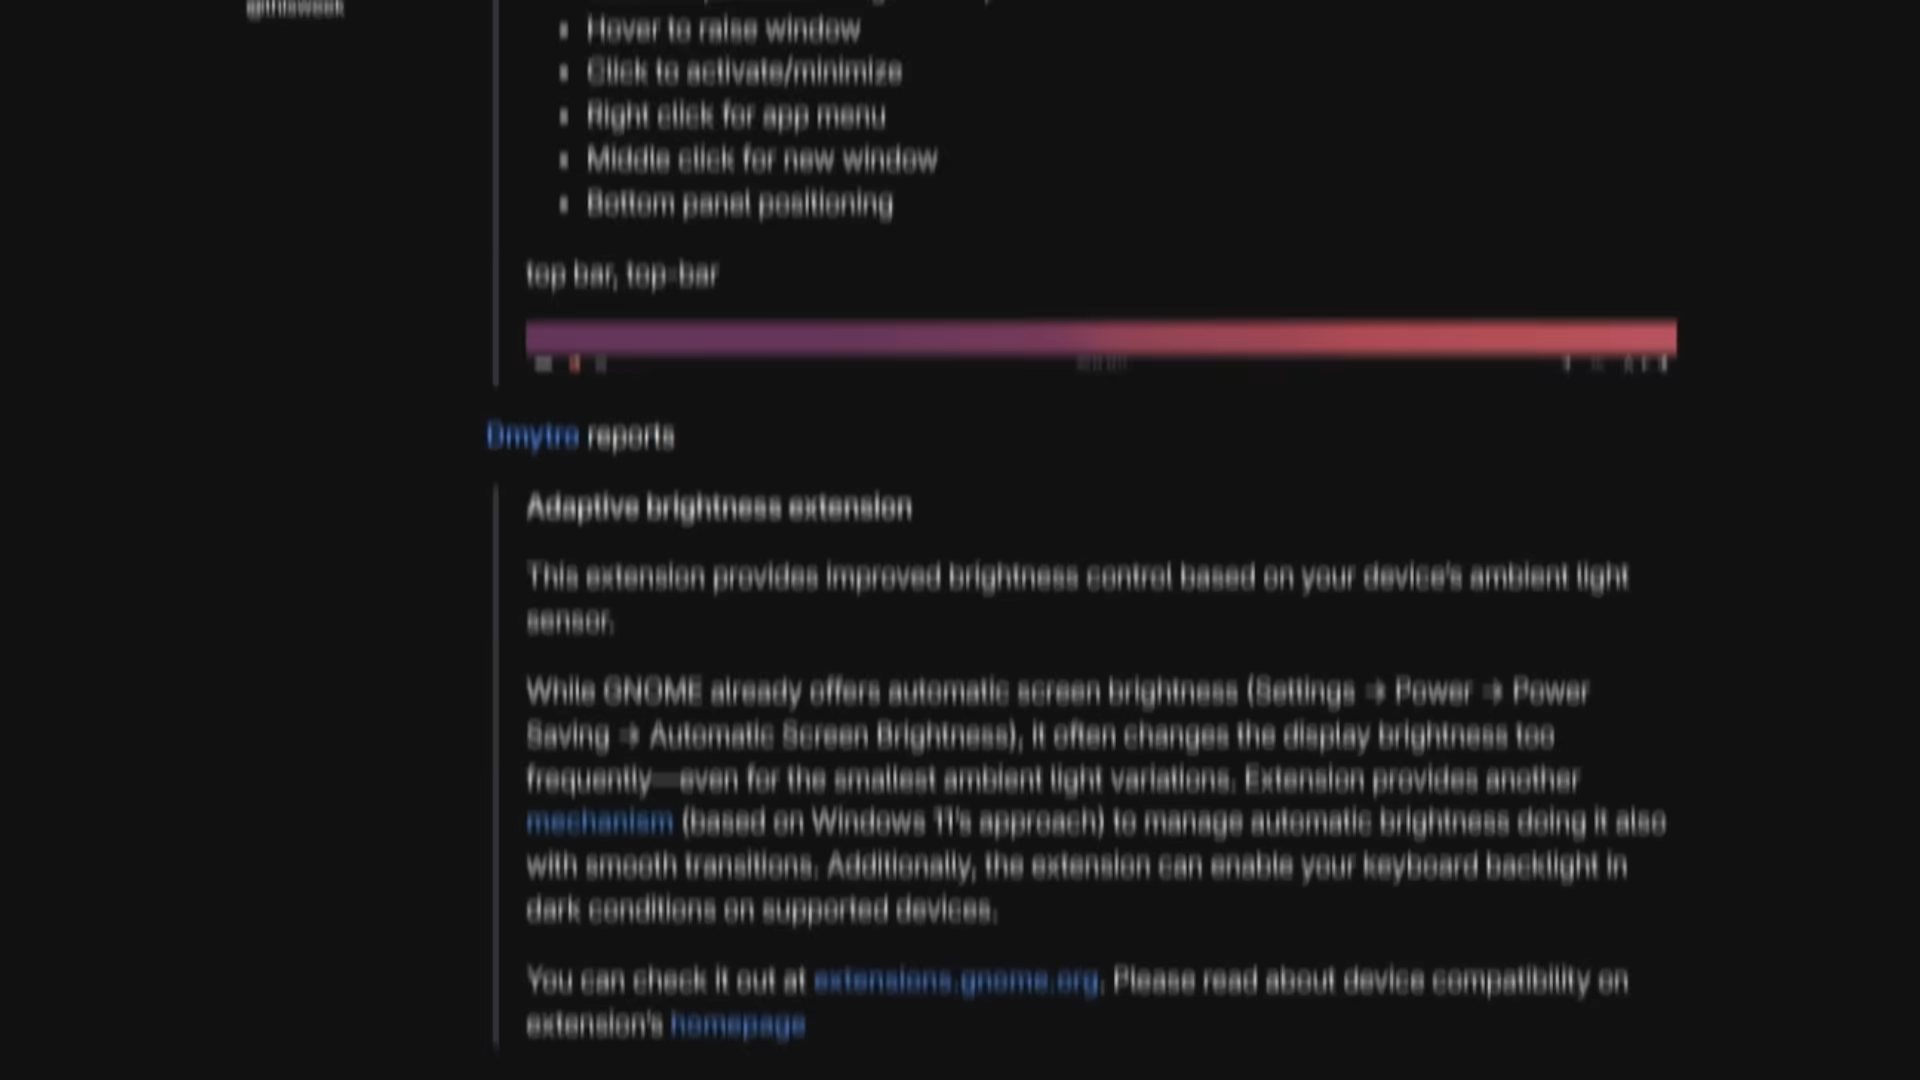 @thisweek
Hover to raise window
Click to activate/minimize
Right click for app menu
Middle click for new window
Bottom panel positioning
top bar, top-bar
Dmytro reports
Adaptive brightness extension
This extension provides improved brightness control based on your device's ambient light
sensor.
While GNOME already offers automatic screen brightness (Settings → Power → Power
Saving → Automatic Screen Brightness), it often changes the display brightness too
frequently—even for the smallest ambient light variations. Extension provides another
mechanism (based on Windows 11's approach) to manage automatic brightness doing it also
with smooth transitions. Additionally, the extension can enable your keyboard backlight in
dark conditions on supported devices.
You can check it out at extensions.gnome.org. Please read about device compatibility on
extension's homepage